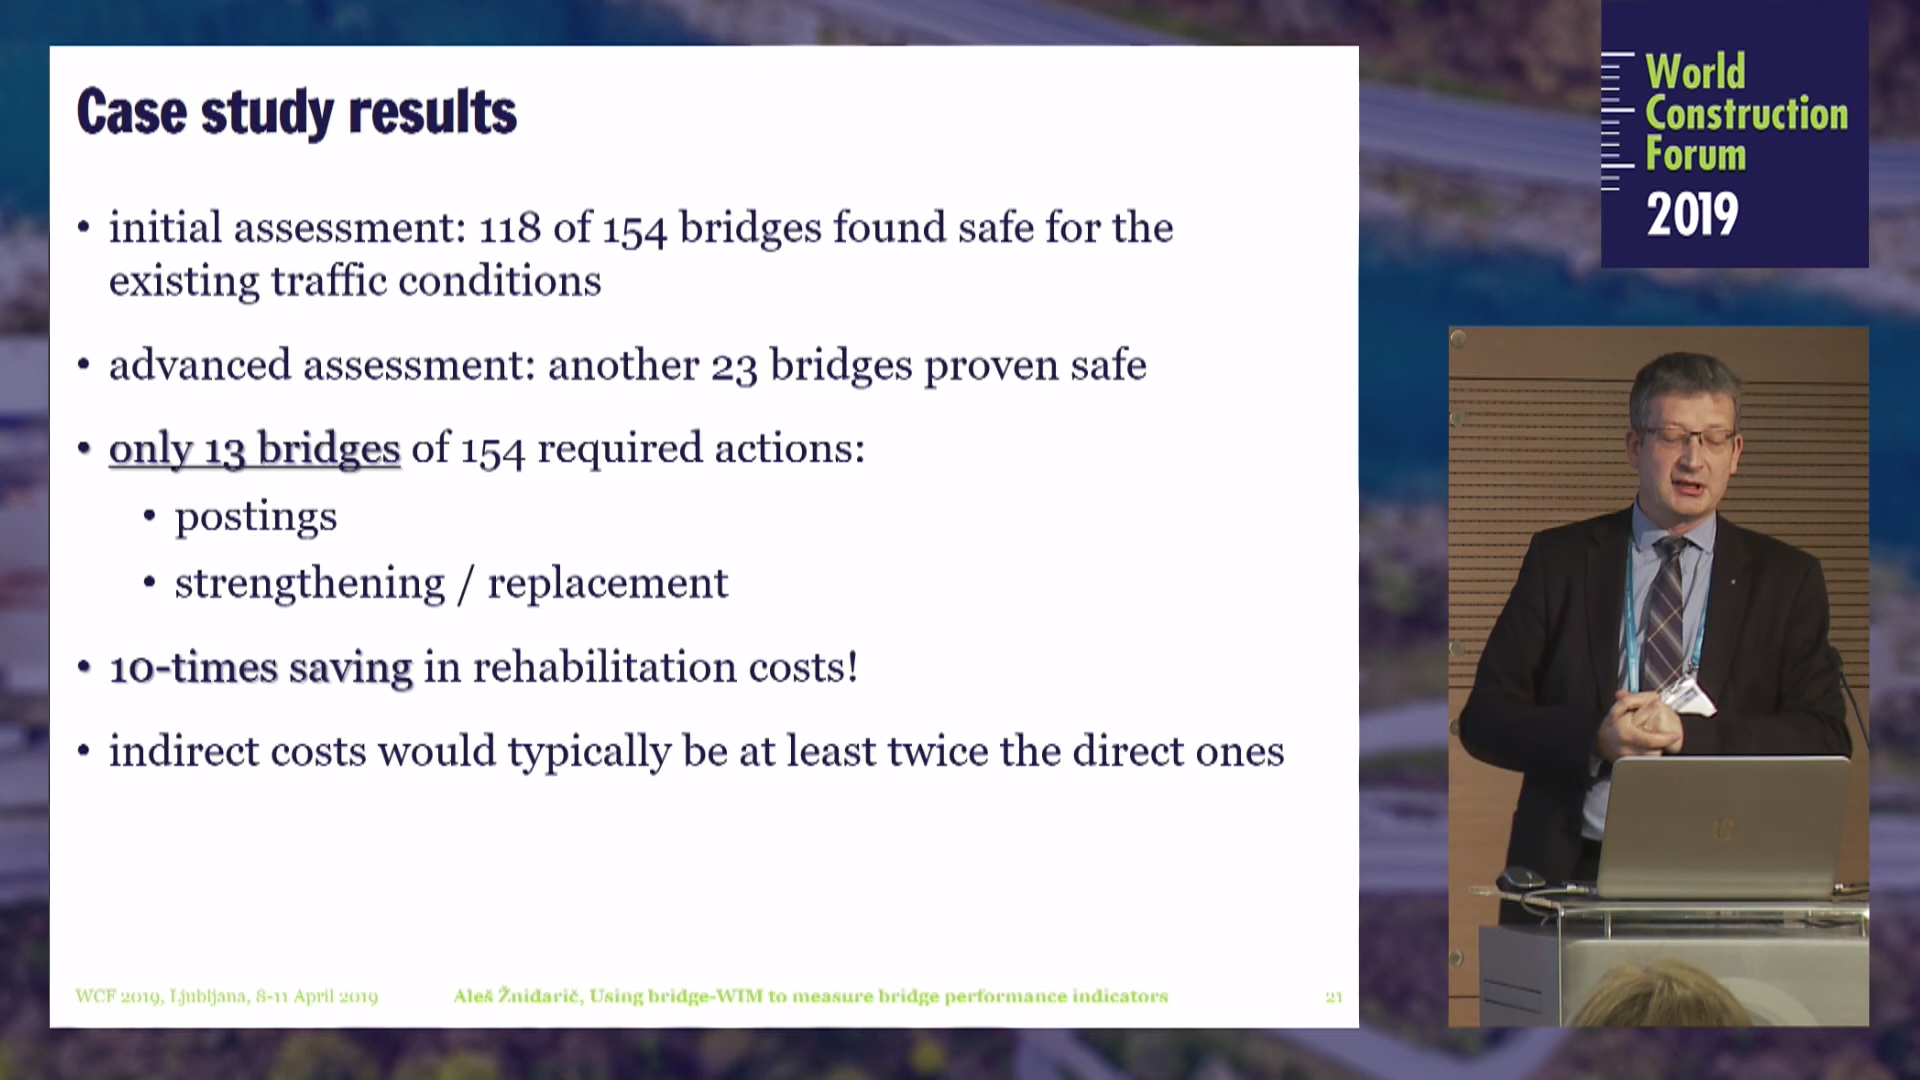 Case study results
• initial assessment: 118 of 154 bridges found safe for the
existing traffic conditions
• advanced assessment: another 23 bridges proven safe
• only 13 bridges of 154 required actions:
• postings
• strengthening / replacement
• 10-times saving in rehabilitation costs!
• indirect costs would typically be at least twice the direct ones
WCF 2019, Ljubljana, 8-11 April 2019
Aleš Žnidarič, Using bridge-WIM to measure bridge performance indicators
21
World
Construction
Forum
2019